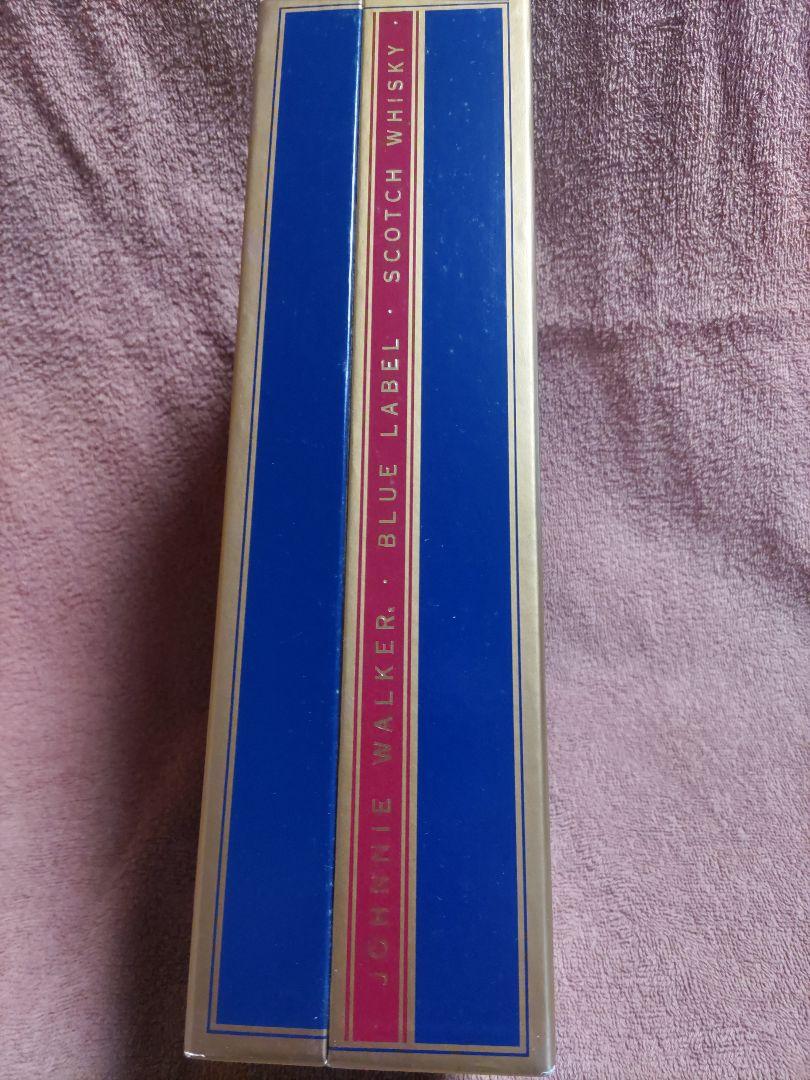 JOHNNIE WALKER. · BLUE LABEL · SCOTCH WHISKY ·